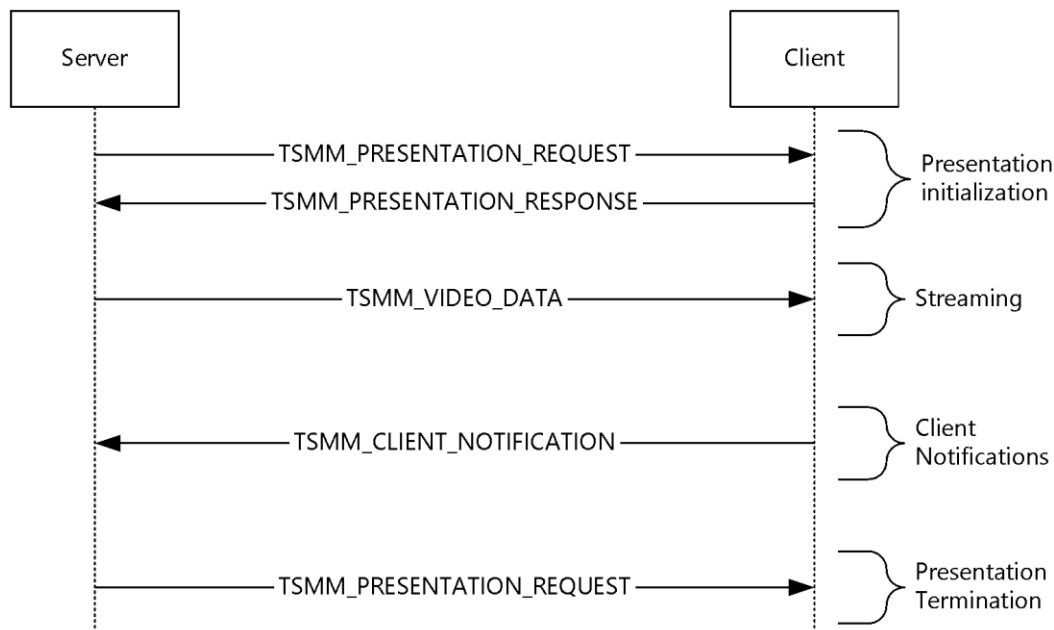 Server
Client
TSMM_PRESENTATION_REQUEST
Presentation
initialization
TSMM_PRESENTATION_RESPONSE
TSMM_VIDEO_DATA
Streaming
TSMM_CLIENT_NOTIFICATION
Client
Notifications
TSMM_PRESENTATION_REQUEST
Presentation
Termination